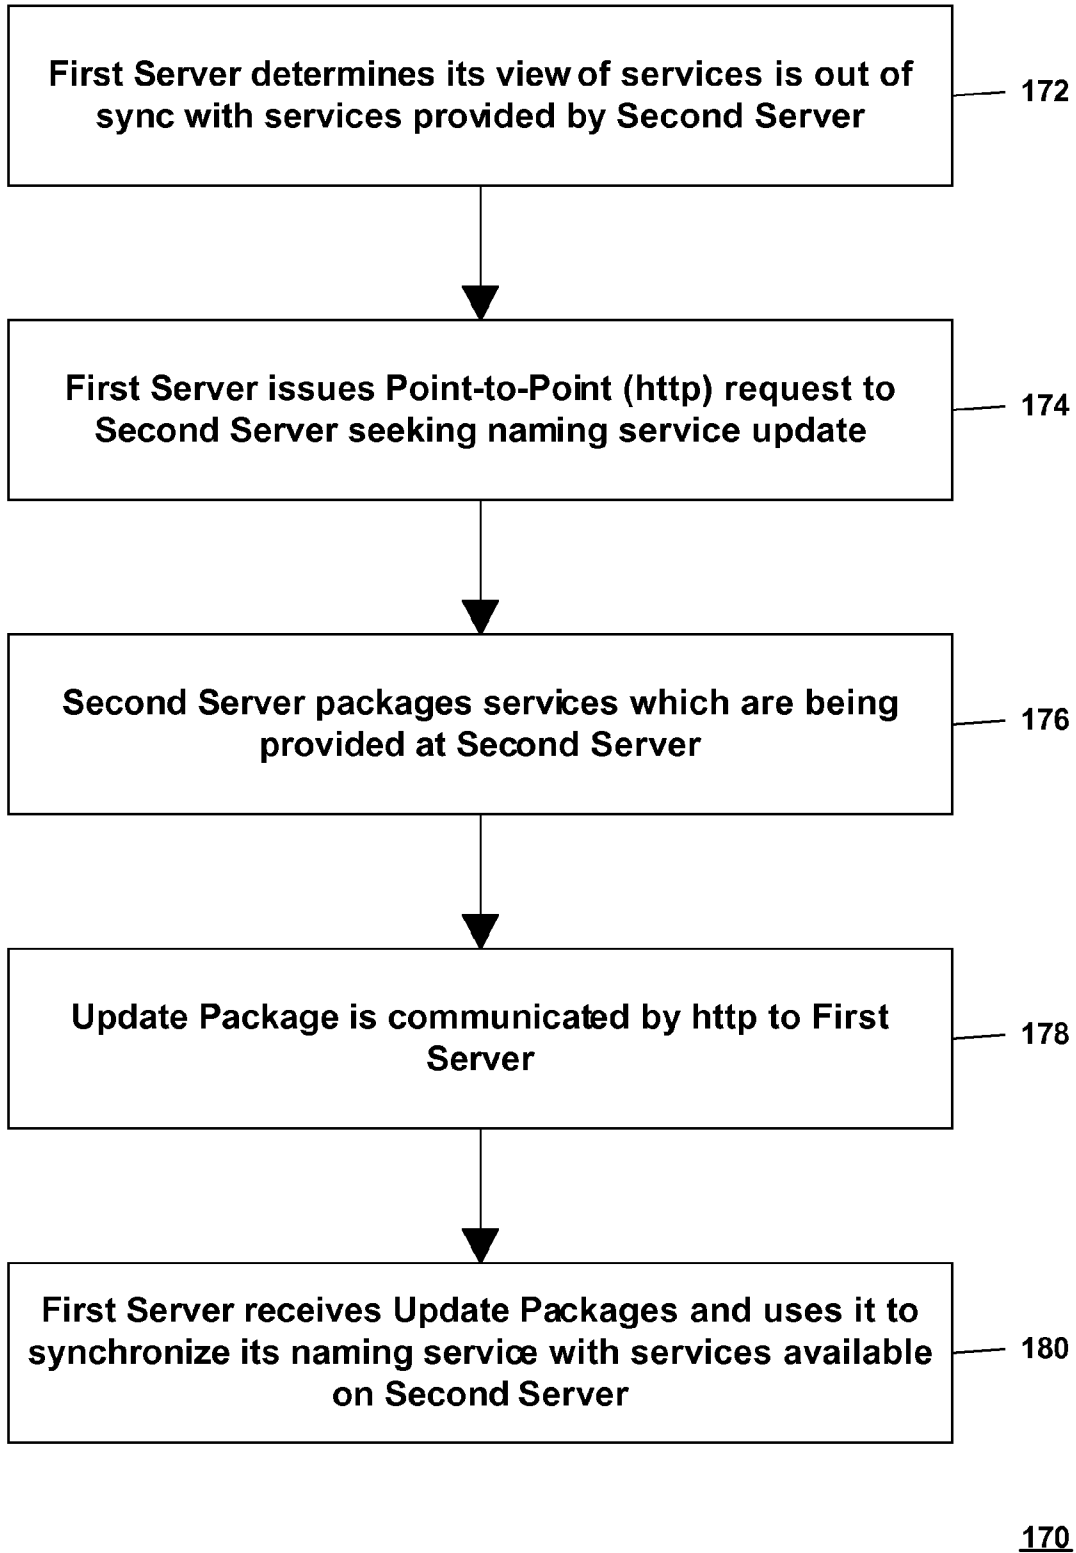 First Server determines its view of services is out of
sync with services provided by Second Server
172
First Server issues Point-to-Point (http) request to
Second Server seeking naming service update
174
Second Server packages services which are being
provided at Second Server
176
Update Package is communicated by http to First
Server
178
First Server receives Update Packages and uses it to
synchronize its naming service with services available
on Second Server
180
170